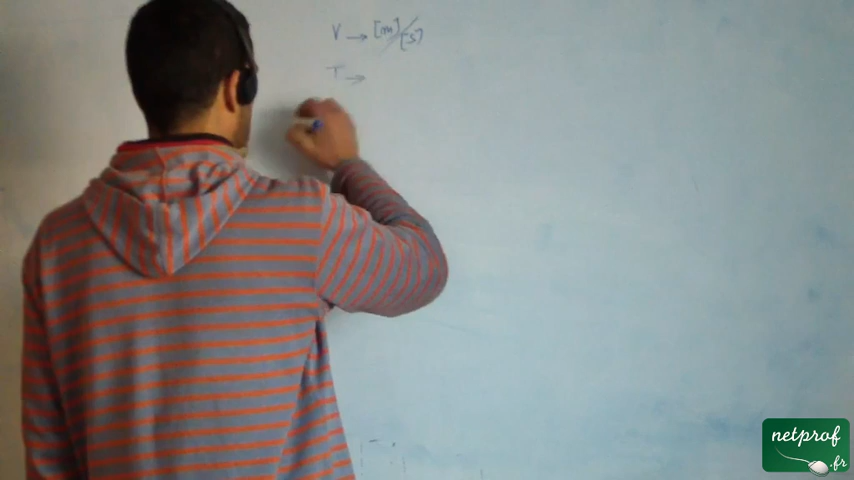 V → [m]/[s]
T →
netprof
.fr